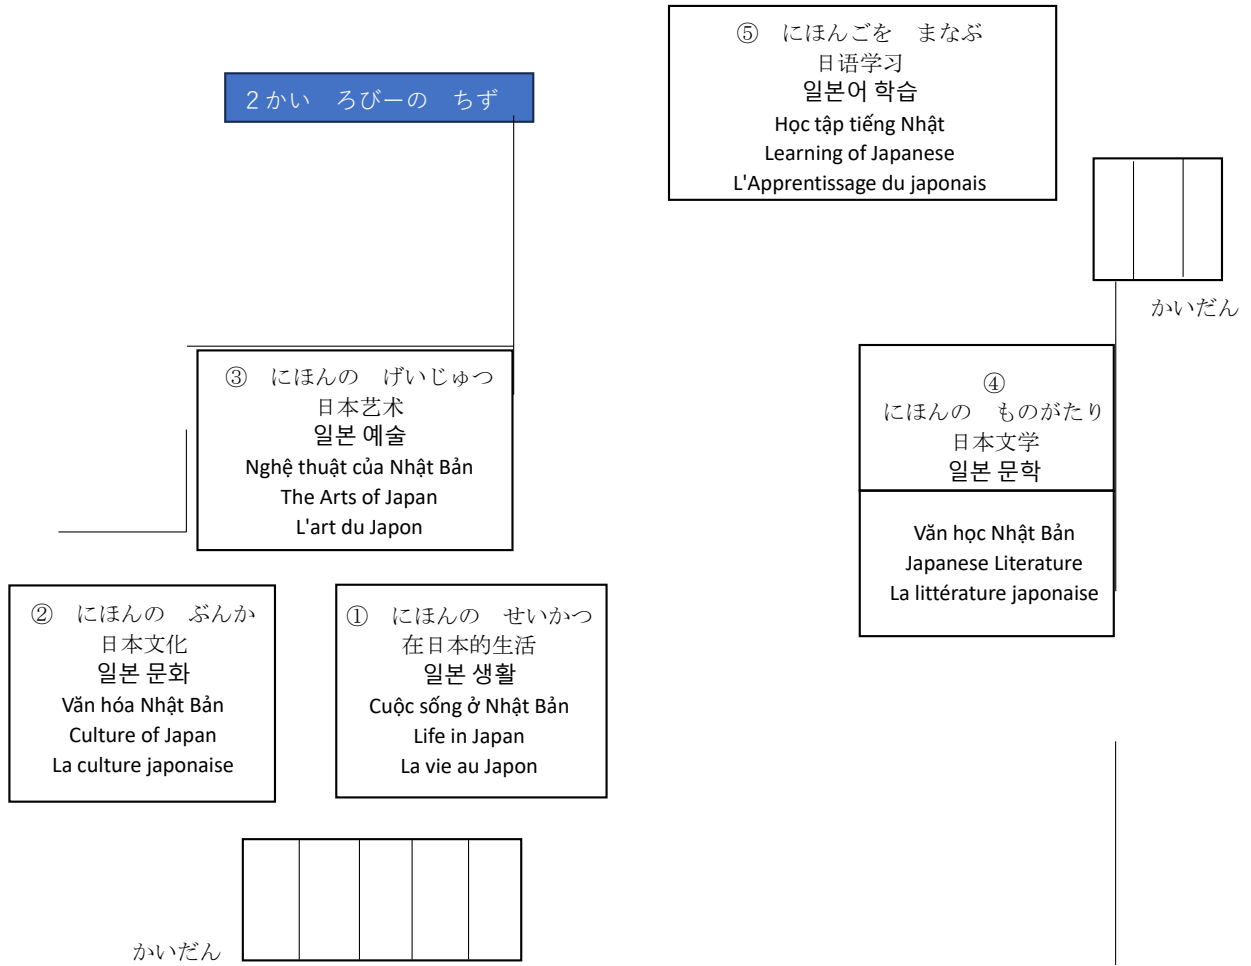 2かい　ろびーの　ちず
⑤　にほんごを　まなぶ
日语学习
일본어 학습
Học tập tiếng Nhật
Learning of Japanese
L'Apprentissage du japonais
かいだん
③　にほんの　げいじゅつ
日本艺术
일본 예술
Nghệ thuật của Nhật Bản
The Arts of Japan
L'art du Japon
④
にほんの　ものがたり
日本文学
일본 문학
Văn học Nhật Bản
Japanese Literature
La littérature japonaise
②　にほんの　ぶんか
日本文化
일본 문화
Văn hóa Nhật Bản
Culture of Japan
La culture japonaise
①　にほんの　せいかつ
在日本的生活
일본 생활
Cuộc sống ở Nhật Bản
Life in Japan
La vie au Japon
かいだん